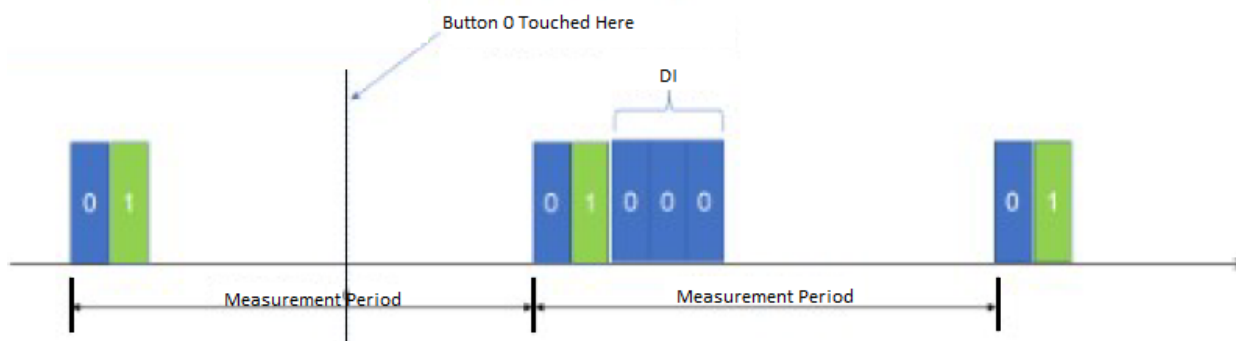 Button 0 Touched Here
DI
0 1
0 1 0 0 0
0 1
Measurement Period
Measurement Period